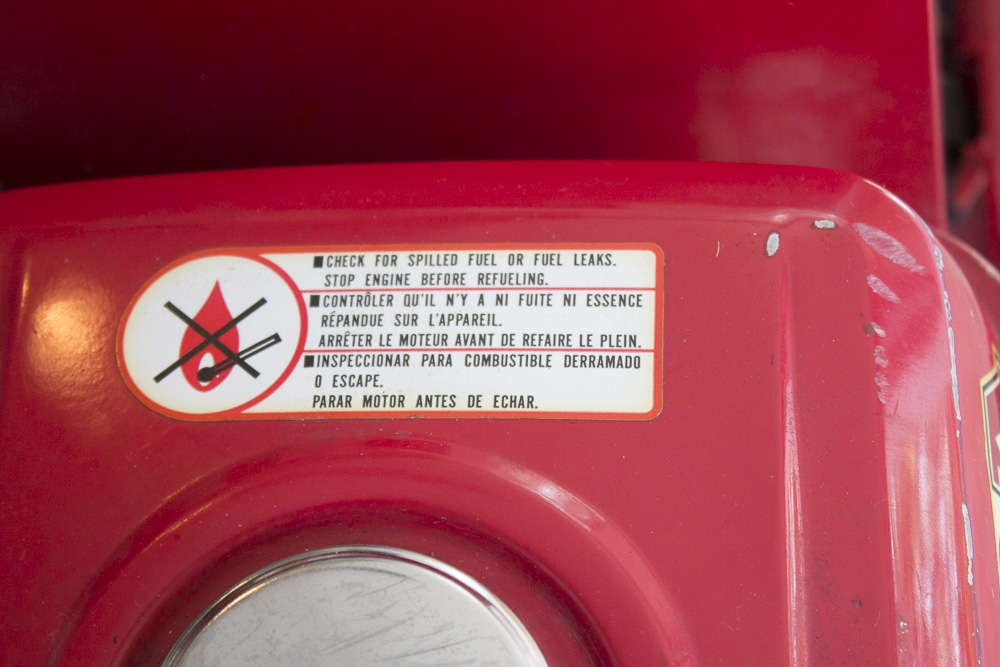 ■CHECK FOR SPILLED FUEL OR FUEL LEAKS.
STOP ENGINE BEFORE REFUELING.
■CONTRÔLER QU'IL N'Y A NI FUITE NI ESSENCE
RÉPANDUE SUR L'APPAREIL.
ARRÊTER LE MOTEUR AVANT DE REFAIRE LE PLEIN.
■INSPECCIONAR PARA COMBUSTIBLE DERRAMADO
O ESCAPE.
PARAR MOTOR ANTES DE ECHAR.